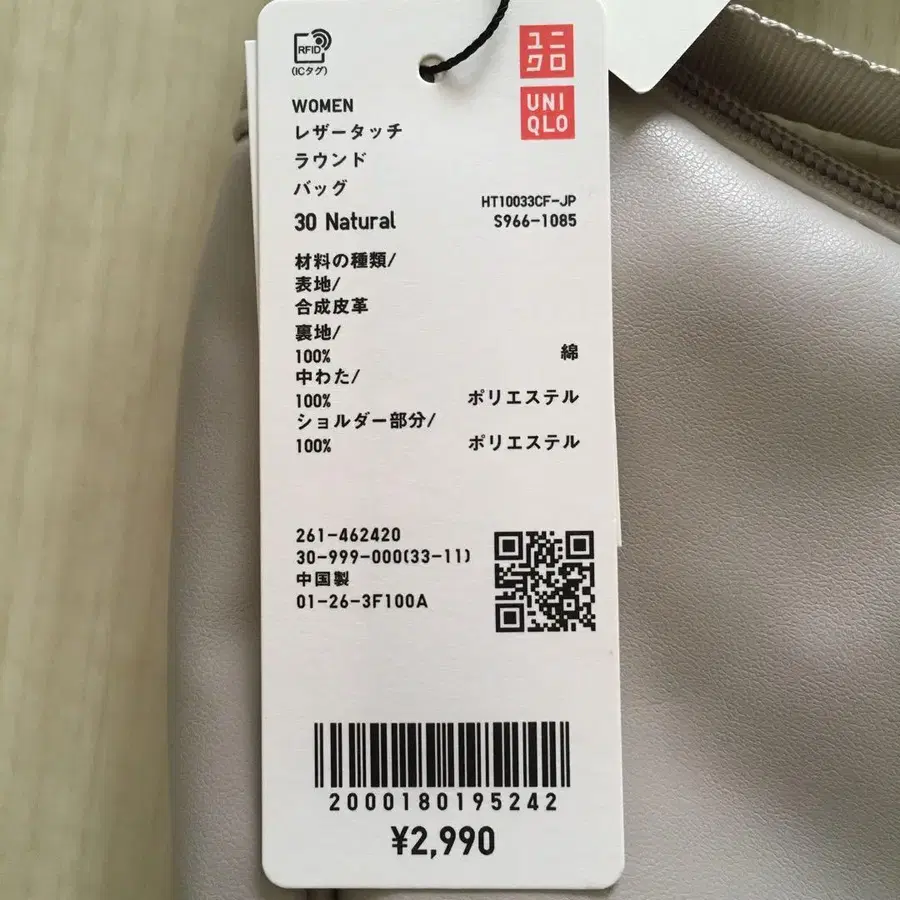 RFID
(ICタグ)
ユニ
クロ
UNI
QLO
WOMEN
レザータッチ
ラウンド
バッグ
30 Natural
HT10033CF-JP
S966-1085
材料の種類/
表地/
合成皮革
裏地/
100% 綿
中わた/
100% ポリエステル
ショルダー部分/
100% ポリエステル
261-462420
30-999-000(33-11)
中国製
01-26-3F100A
2000180195242
¥2,990